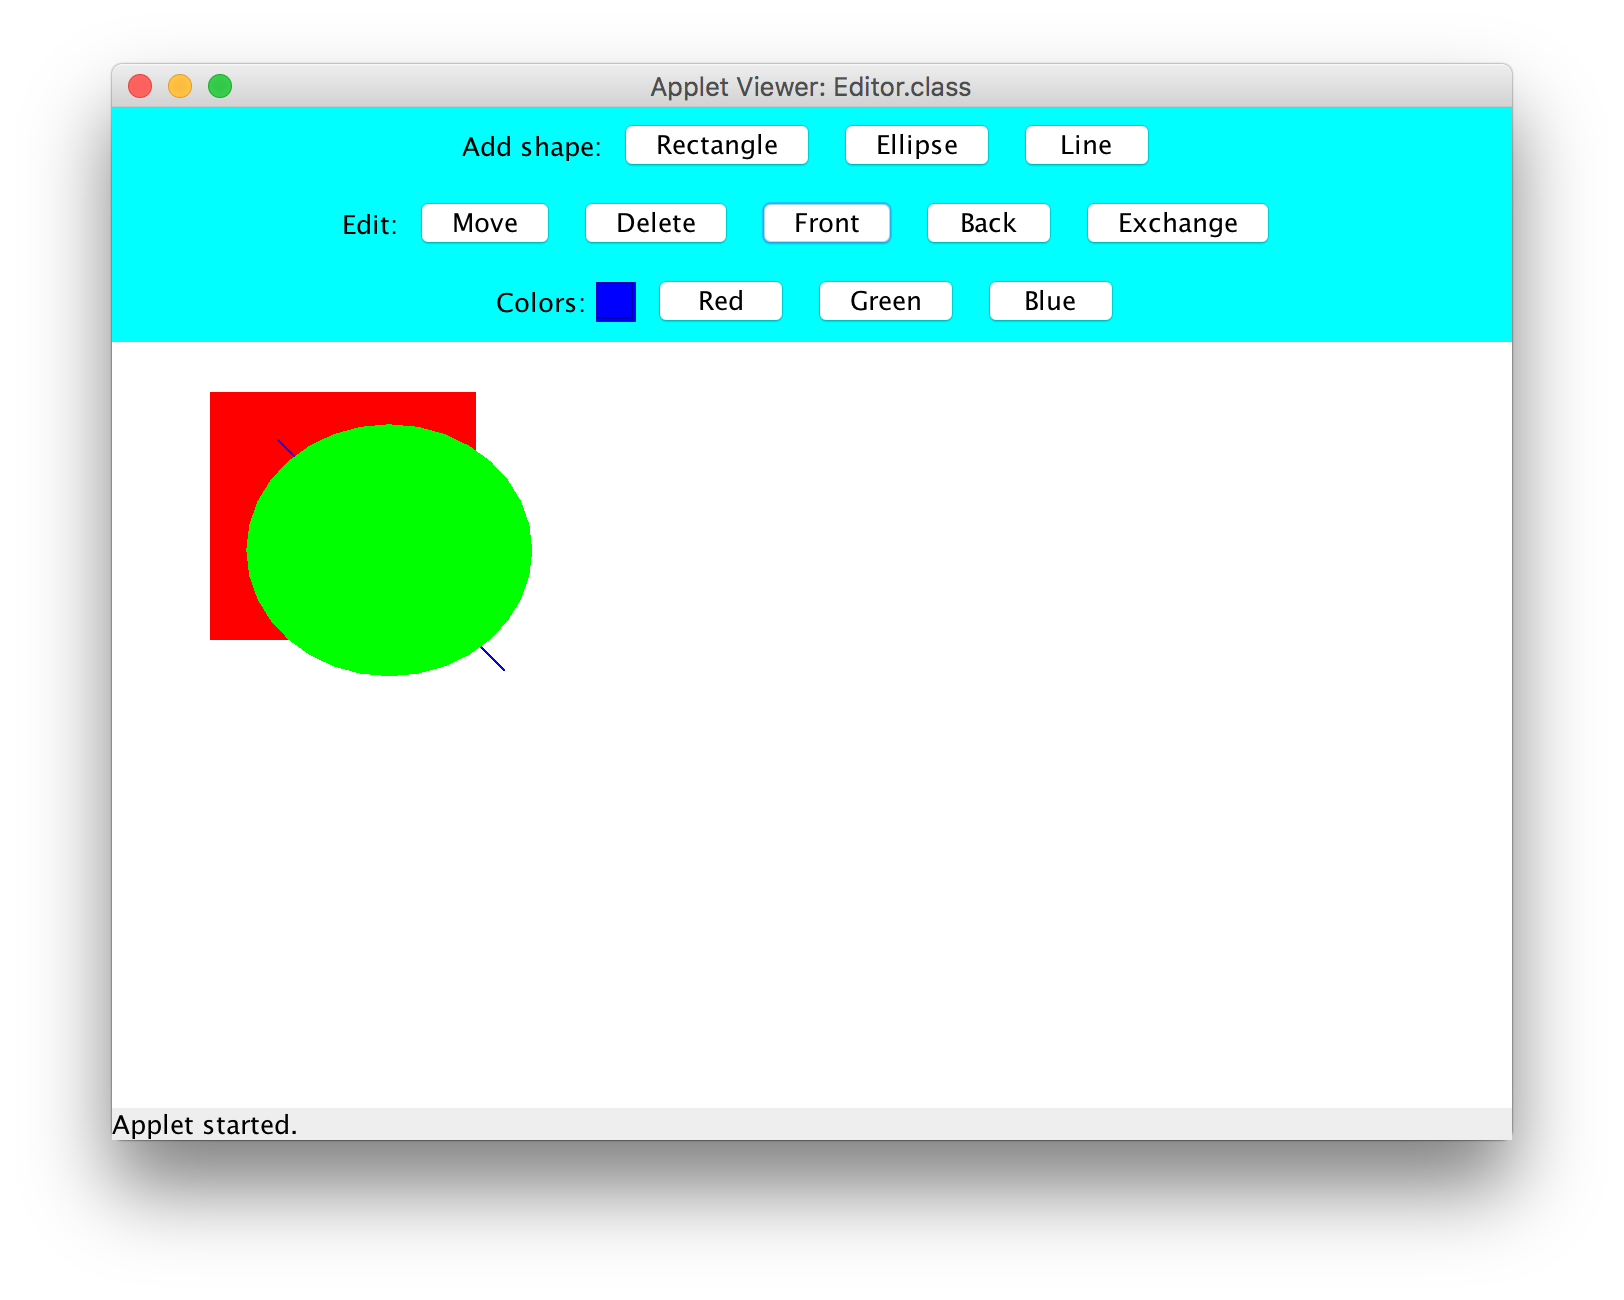 Applet Viewer: Editor.class
Add shape: Rectangle Ellipse Line
Edit: Move Delete Front Back Exchange
Colors: Red Green Blue
Applet started.